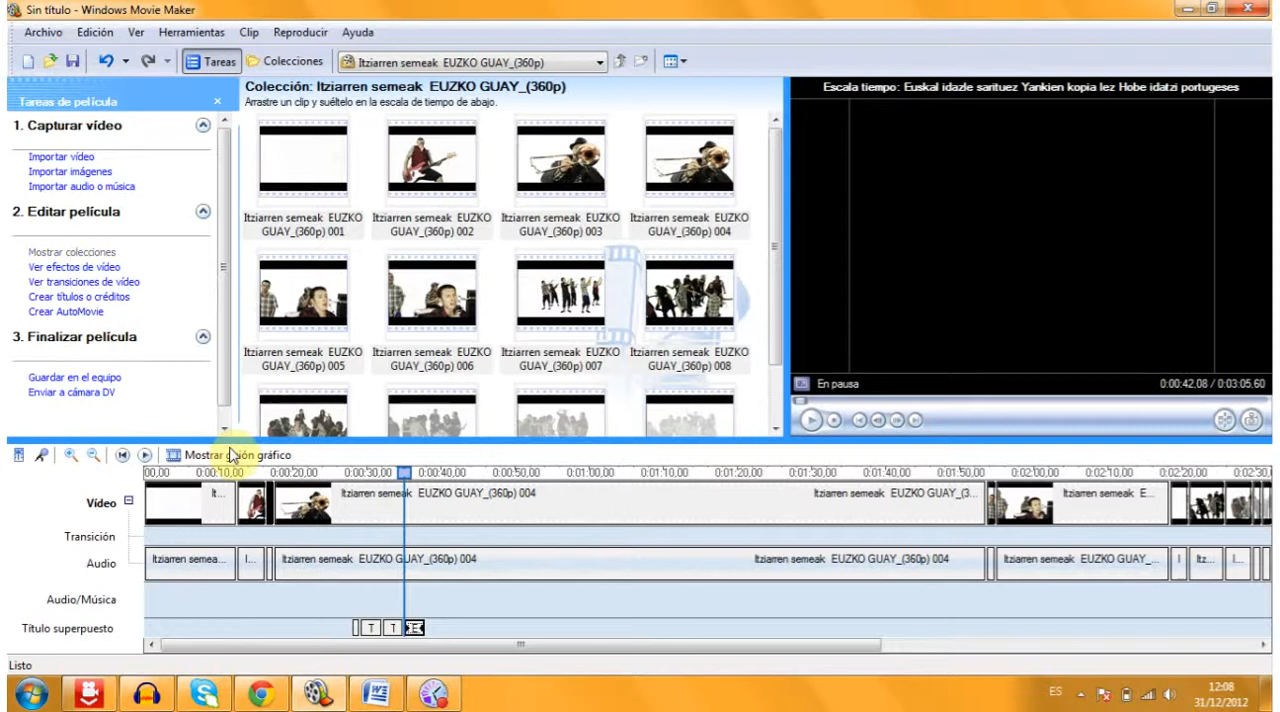 Sin título - Windows Movie Maker
Archivo Edición Ver Herramientas Clip Reproducir Ayuda
Tareas Colecciones Itziarren semeak EUZKO GUAY_(360p)
Tareas de película
1. Capturar vídeo
Importar vídeo
Importar imágenes
Importar audio o música
2. Editar película
Mostrar colecciones
Ver efectos de vídeo
Ver transiciones de vídeo
Crear títulos o créditos
Crear AutoMovie
3. Finalizar película
Guardar en el equipo
Enviar a cámara DV
Colección: Itziarren semeak EUZKO GUAY_(360p)
Arrastre un clip y suéltelo en la escala de tiempo de abajo.
Itziarren semeak EUZKO GUAY_(360p) 001
Itziarren semeak EUZKO GUAY_(360p) 002
Itziarren semeak EUZKO GUAY_(360p) 003
Itziarren semeak EUZKO GUAY_(360p) 004
Itziarren semeak EUZKO GUAY_(360p) 005
Itziarren semeak EUZKO GUAY_(360p) 006
Itziarren semeak EUZKO GUAY_(360p) 007
Itziarren semeak EUZKO GUAY_(360p) 008
Escala tiempo: Euskal idazle sarituez Yankien kopia lez Hobe idatzi portugeses
En pausa 0:00:42,08 / 0:03:05,60
Mostrar guión gráfico
00,00 0:00:10,00 0:00:20,00 0:00:30,00 0:00:40,00 0:00:50,00 0:01:00,00 0:01:10,00 0:01:20,00 0:01:30,00 0:01:40,00 0:01:50,00 0:02:00,00 0:02:10,00 0:02:20,00 0:02:30,
Vídeo It... Itziarren semeak EUZKO GUAY_(360p) 004 Itziarren semeak EUZKO GUAY_(3... Itziarren semeak E...
Transición
Audio Itziarren semea... I... Itziarren semeak EUZKO GUAY_(360p) 004 Itziarren semeak EUZKO GUAY_(360p) 004 Itziarren semeak EUZKO GUAY_... I Itz... I...
Audio/Música
Título superpuesto T T E
Listo
ES 12:08
31/12/2012